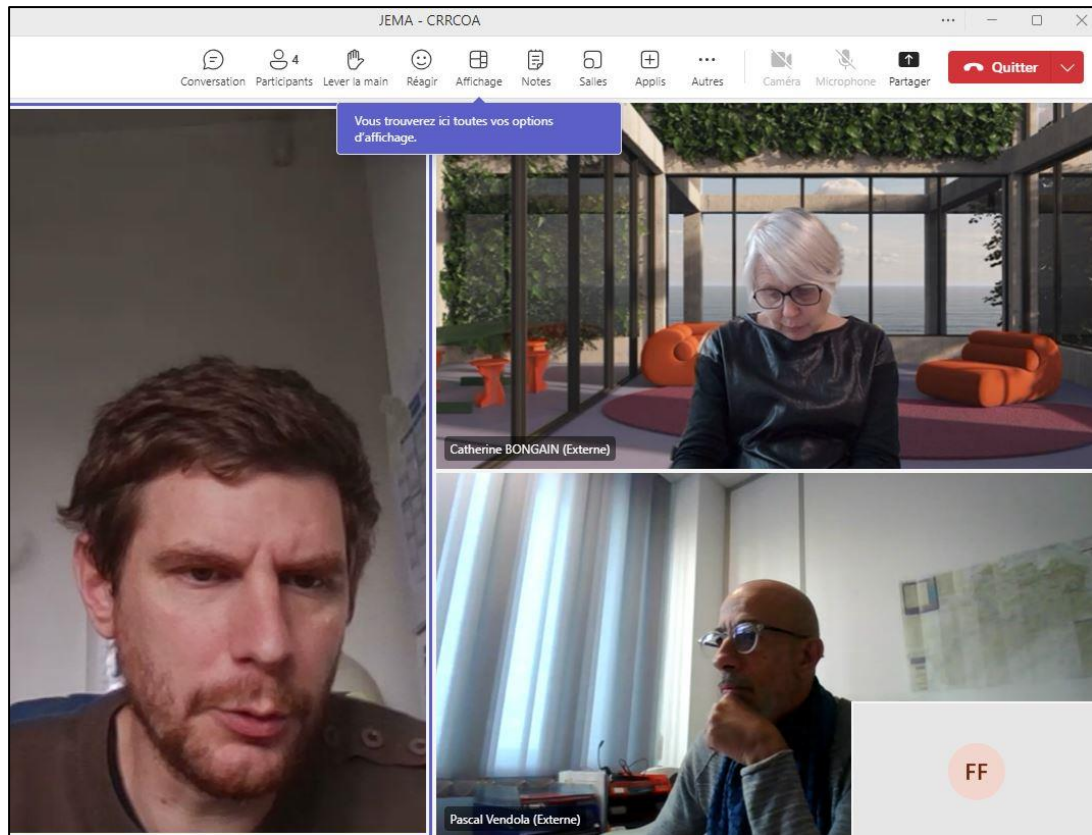 JEMA - CRRCOA
Conversation
4
Participants
Lever la main
Réagir
Affichage
Notes
Salles
Applis
Autres
Caméra
Microphone
Partager
Quitter
Vous trouverez ici toutes vos options
d'affichage.
Catherine BONGAIN (Externe)
Pascal Vendola (Externe)
FF